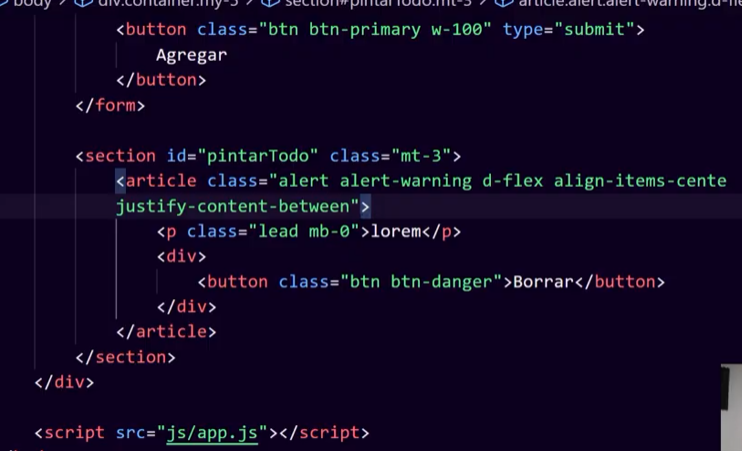 body > div.container.my-5 > section#pintarTodo.mt-3 > article.alert.alert-warning.d-fle
<button class="btn btn-primary w-100" type="submit">
Agregar
</button>
</form>
<section id="pintarTodo" class="mt-3">
<article class="alert alert-warning d-flex align-items-cente
justify-content-between">
<p class="lead mb-0">lorem</p>
<div>
<button class="btn btn-danger">Borrar</button>
</div>
</article>
</section>
</div>
<script src="js/app.js"></script>